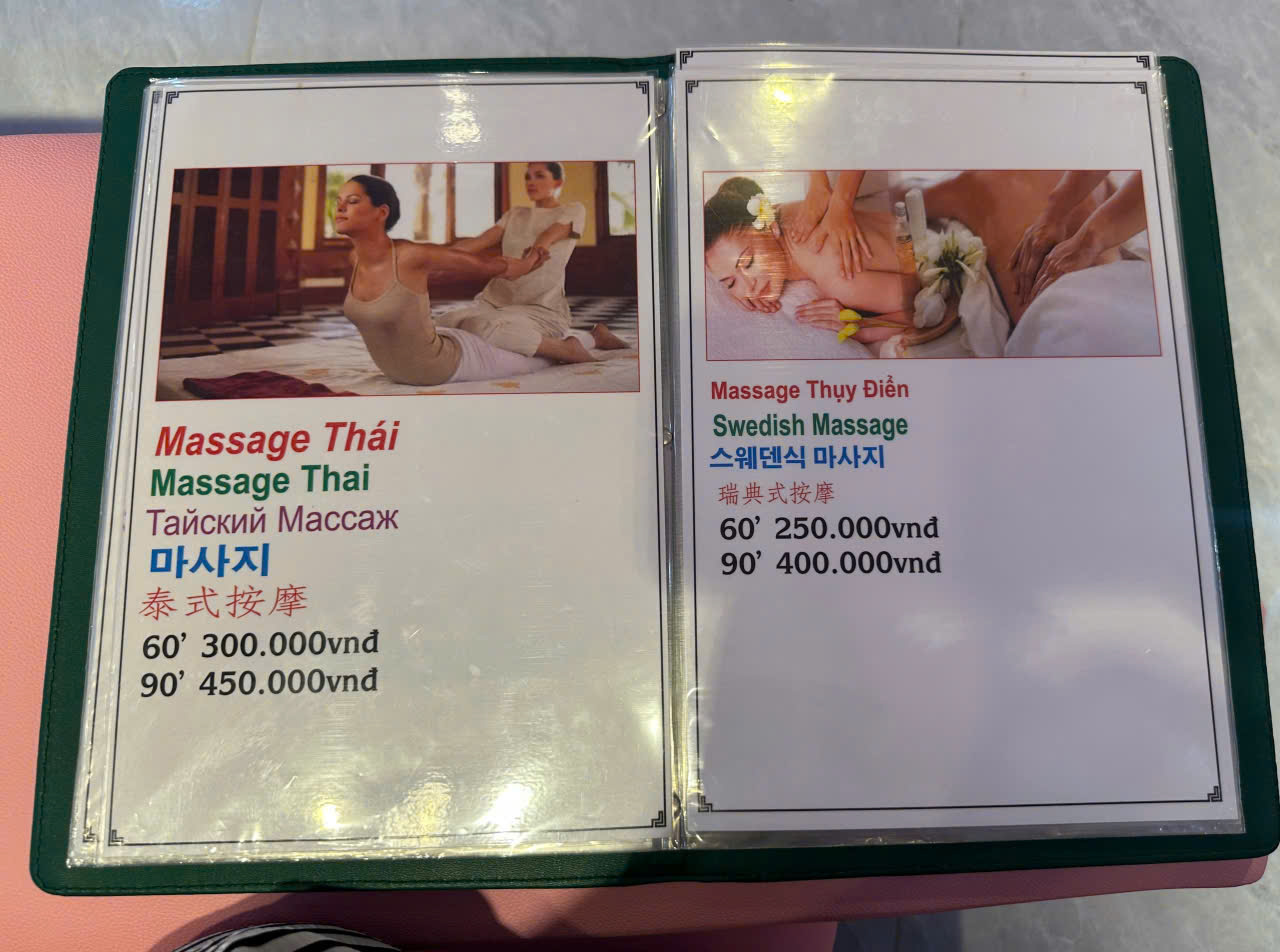 Massage Thái
Massage Thai
Тайский Массаж
마사지
泰式按摩
60’ 300.000vnđ
90’ 450.000vnđ
Massage Thụy Điển
Swedish Massage
스웨덴식 마사지
瑞典式按摩
60’ 250.000vnđ
90’ 400.000vnđ